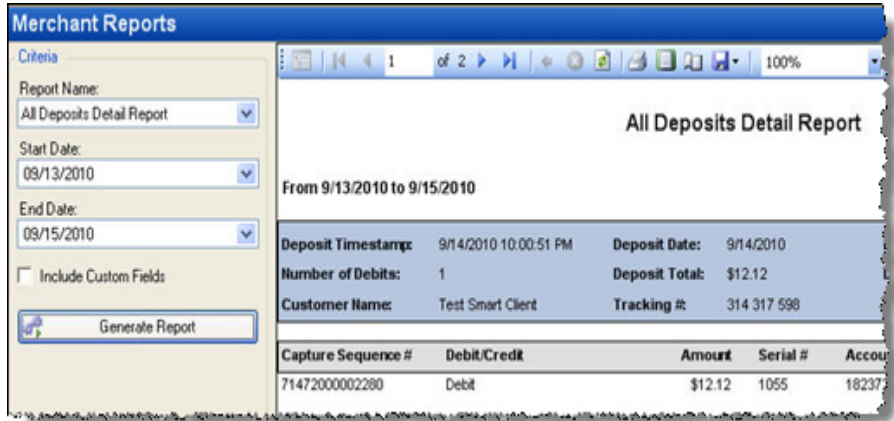 Merchant Reports
Criteria
Report Name:
All Deposits Detail Report
Start Date:
09/13/2010
End Date:
09/15/2010
Include Custom Fields
Generate Report
1 of 2 100%
All Deposits Detail Report
From 9/13/2010 to 9/15/2010
Deposit Timestamp: 9/14/2010 10:00:51 PM Deposit Date: 9/14/2010
Number of Debits: 1 Deposit Total: $12.12
Customer Name: Test Smart Client Tracking #: 314 317 598
Capture Sequence # Debit/Credit Amount Serial # Accou
71472000002280 Debit $12.12 1055 18237